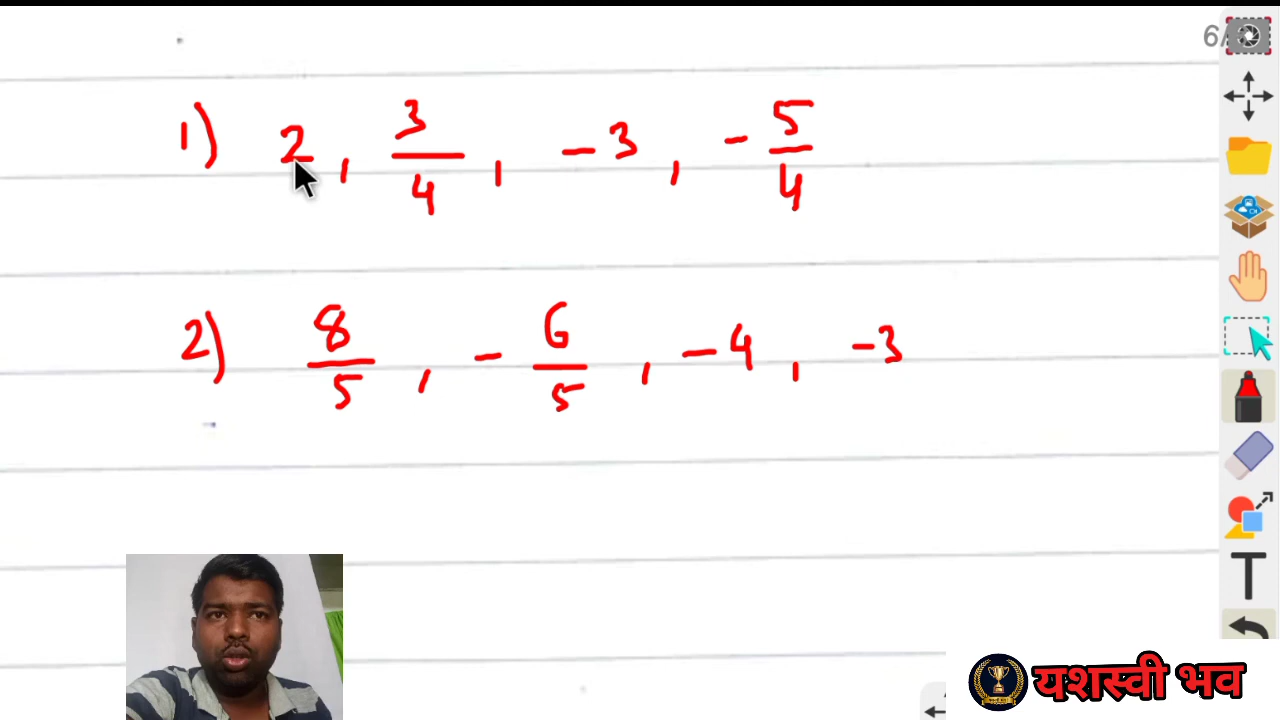 6/
1) 2, 3/4, -3, -5/4
2) 8/5, -6/5, -4, -3
T
यशस्वी भव